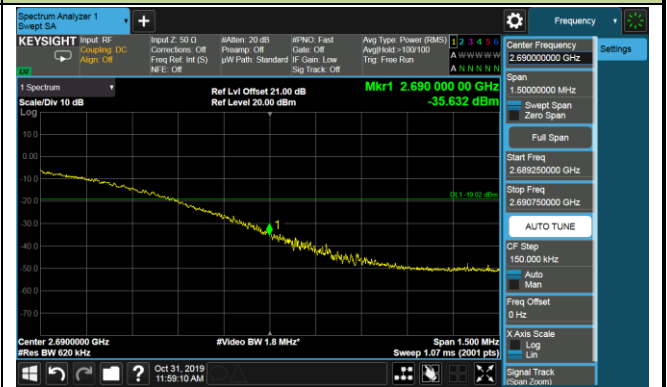 Spectrum Analyzer 1
Swept SA
Frequency
KEYSIGHT
Input: RF
Coupling: DC
Align: Off
Input Z: 50 Ω
Corrections: Off
Freq Ref: Int (S)
NFE: Off
#Atten: 20 dB
Preamp: Off
µW Path: Standard
#PNO: Fast
Gate: Off
IF Gain: Low
Sig Track: Off
Avg Type: Power (RMS)
Avg|Hold:>100/100
Trig: Free Run
1 2 3 4 5 6
A W W W W W
A N N N N N
1 Spectrum
Scale/Div 10 dB
Log
Ref Lvl Offset 21.00 dB
Ref Level 20.00 dBm
Mkr1 2.690 000 00 GHz
-35.632 dBm
10.0
0.00
-10.0
-20.0
-30.0
-40.0
-50.0
-60.0
-70.0
DL1 -19.02 dBm
1
Center 2.6900000 GHz
#Res BW 620 kHz
#Video BW 1.8 MHz*
Span 1.500 MHz
Sweep 1.07 ms (2001 pts)
Center Frequency
2.690000000 GHz
Settings
Span
1.50000000 MHz
Swept Span
Zero Span
Full Span
Start Freq
2.689250000 GHz
Stop Freq
2.690750000 GHz
AUTO TUNE
CF Step
150.000 kHz
Auto
Man
Freq Offset
0 Hz
X Axis Scale
Log
Lin
Signal Track
(Span Zoom)
Oct 31, 2019
11:59:10 AM